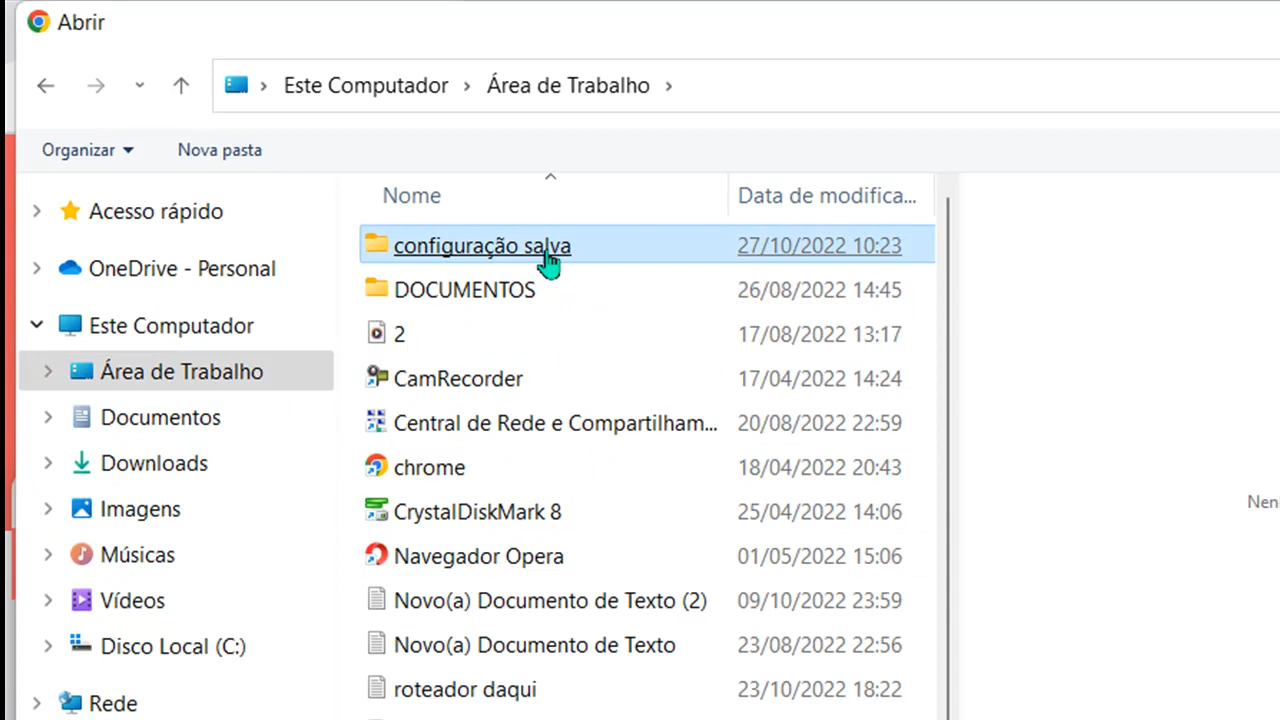 Abrir
Este Computador > Área de Trabalho >
Organizar Nova pasta
Nome Data de modifica...
Acesso rápido
OneDrive - Personal
Este Computador
Área de Trabalho
Documentos
Downloads
Imagens
Músicas
Vídeos
Disco Local (C:)
Rede
configuração salva 27/10/2022 10:23
DOCUMENTOS 26/08/2022 14:45
2 17/08/2022 13:17
CamRecorder 17/04/2022 14:24
Central de Rede e Compartilham... 20/08/2022 22:59
chrome 18/04/2022 20:43
CrystalDiskMark 8 25/04/2022 14:06
Navegador Opera 01/05/2022 15:06
Novo(a) Documento de Texto (2) 09/10/2022 23:59
Novo(a) Documento de Texto 23/08/2022 22:56
roteador daqui 23/10/2022 18:22
Nen